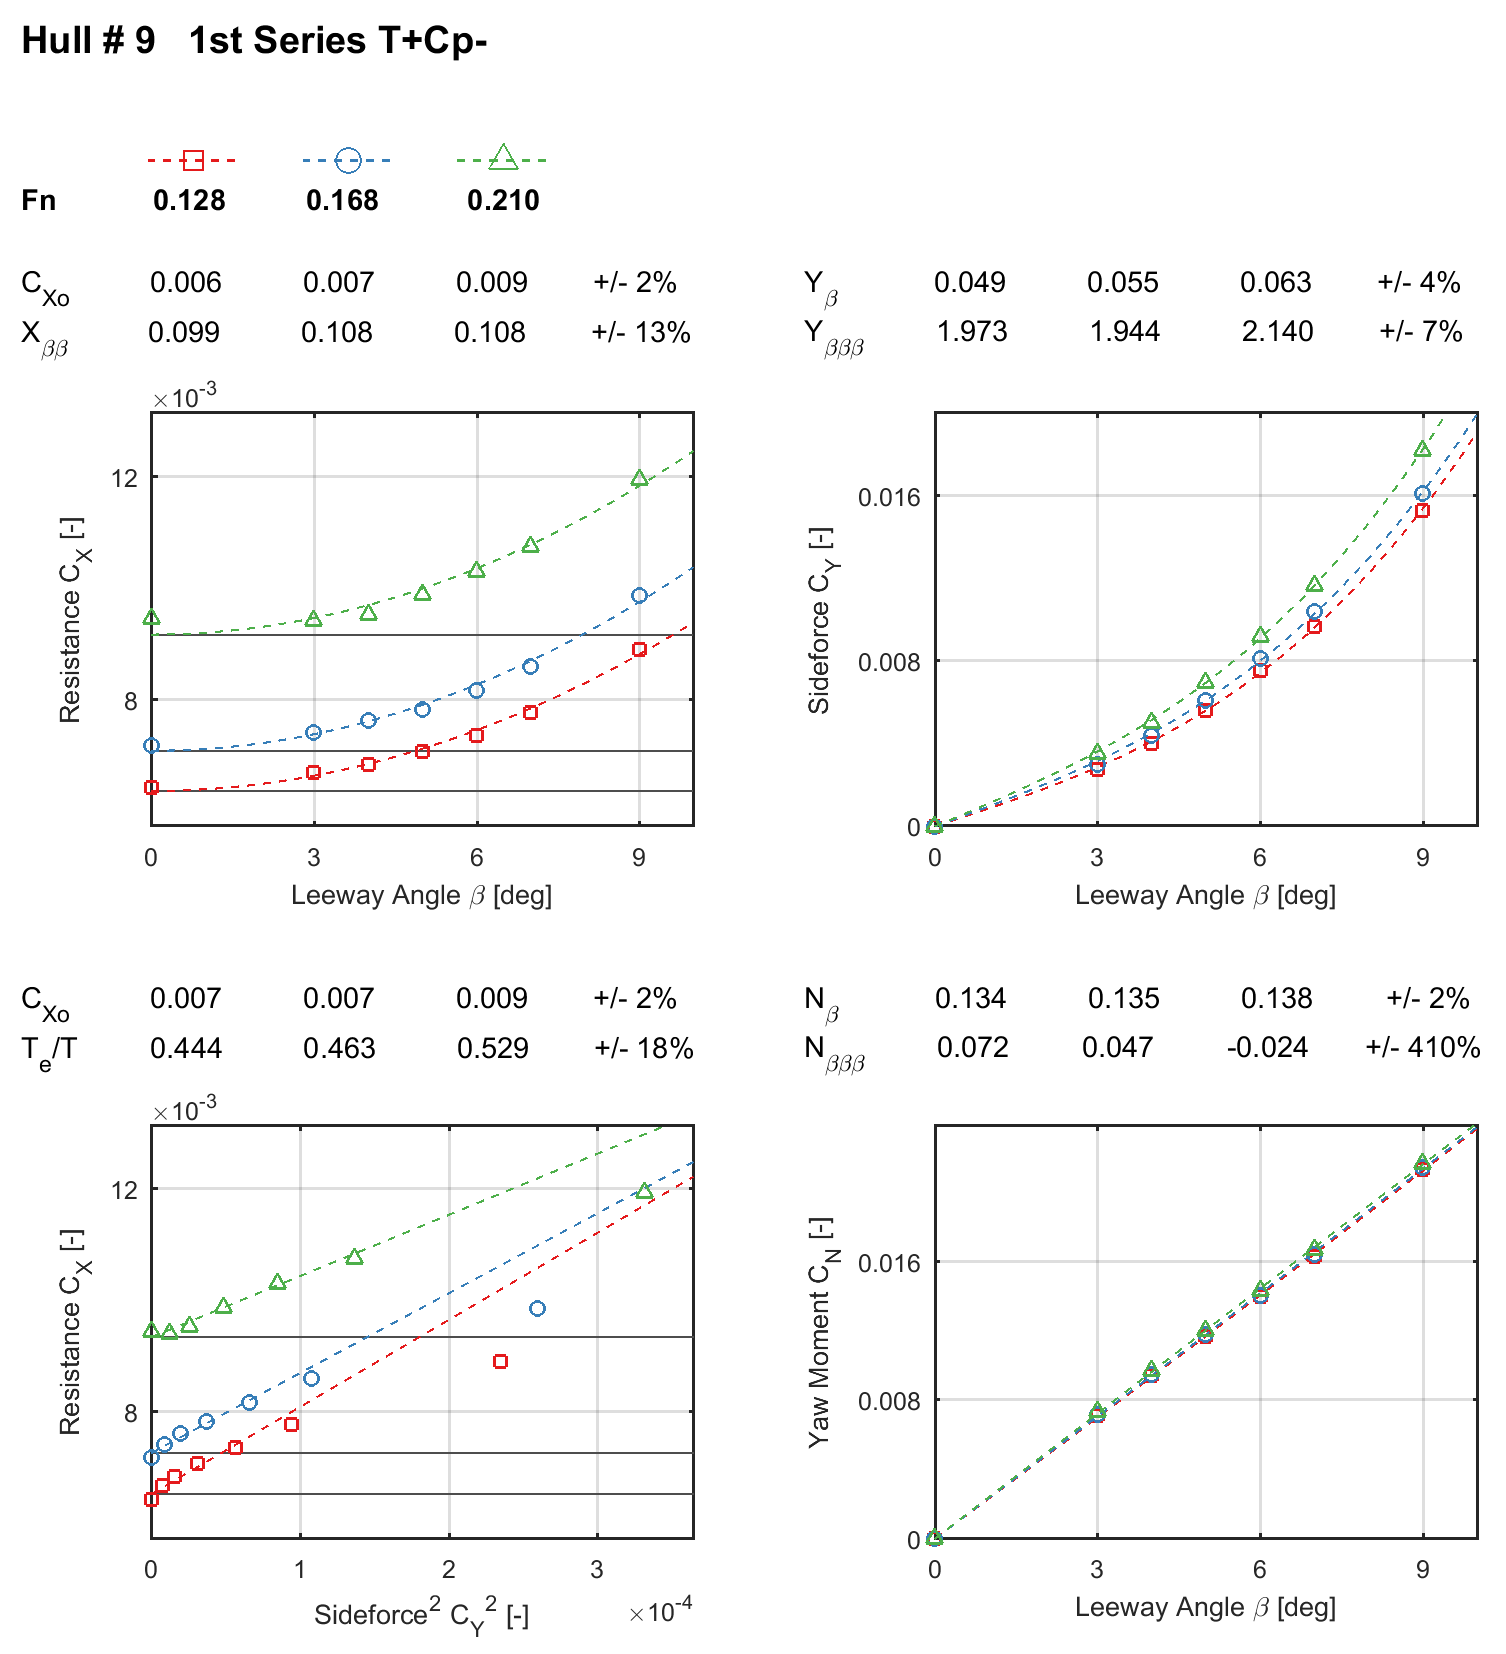 Hull # 9   1st Series T+Cp-
Fn 0.128 0.168 0.210
C_Xo 0.006 0.007 0.009 +/- 2%
X_ββ 0.099 0.108 0.108 +/- 13%
Y_β 0.049 0.055 0.063 +/- 4%
Y_βββ 1.973 1.944 2.140 +/- 7%
×10^-3
12
8
Resistance C_X [-]
0 3 6 9
Leeway Angle β [deg]
0.016
0.008
0
Sideforce C_Y [-]
0 3 6 9
Leeway Angle β [deg]
C_Xo 0.007 0.007 0.009 +/- 2%
T_e/T 0.444 0.463 0.529 +/- 18%
N_β 0.134 0.135 0.138 +/- 2%
N_βββ 0.072 0.047 -0.024 +/- 410%
×10^-3
12
8
Resistance C_X [-]
0 1 2 3
×10^-4
Sideforce^2 C_Y^2 [-]
0.016
0.008
0
Yaw Moment C_N [-]
0 3 6 9
Leeway Angle β [deg]